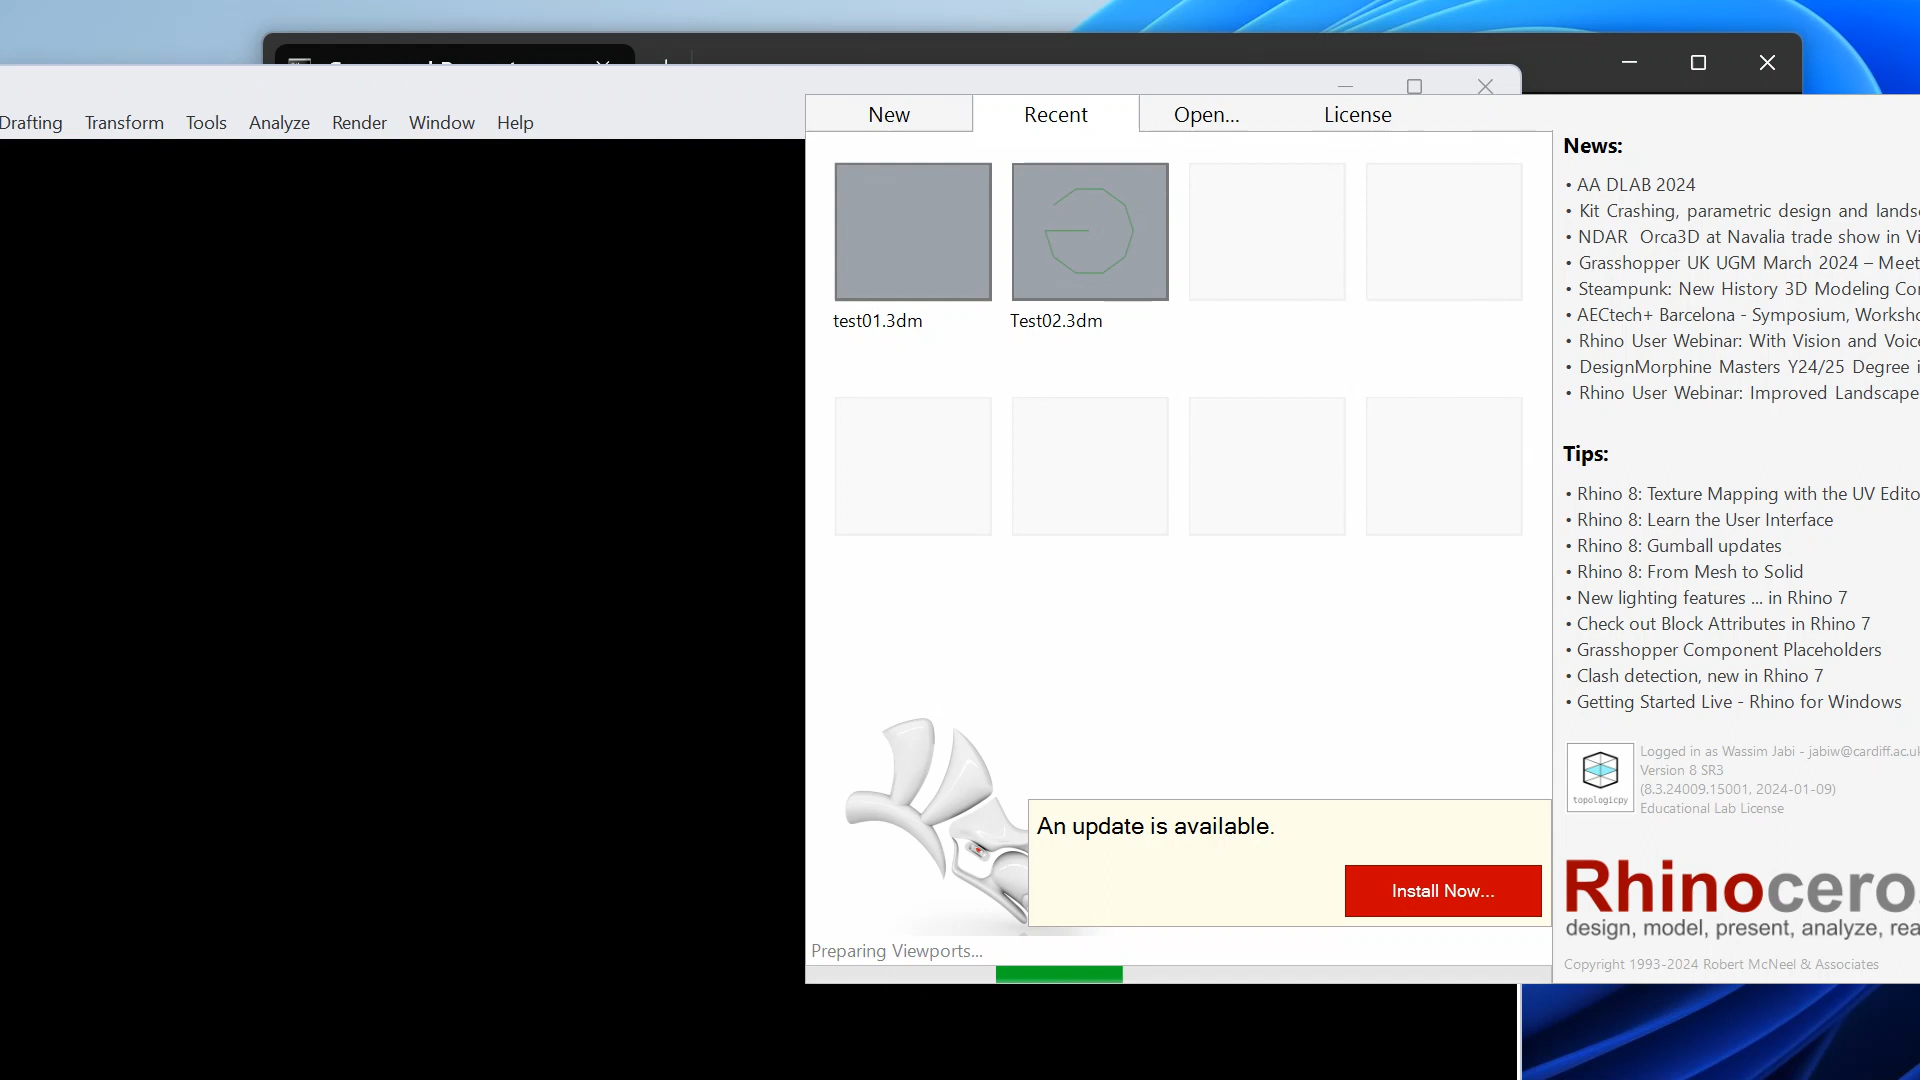 Drafting Transform Tools Analyze Render Window Help
New Recent Open... License
test01.3dm
Test02.3dm
An update is available.
Install Now...
Preparing Viewports...
News:
• AA DLAB 2024
• Kit Crashing, parametric design and lands
• NDAR Orca3D at Navalia trade show in Vi
• Grasshopper UK UGM March 2024 – Meet
• Steampunk: New History 3D Modeling Co
• AECtech+ Barcelona - Symposium, Worksho
• Rhino User Webinar: With Vision and Voic
• DesignMorphine Masters Y24/25 Degree i
• Rhino User Webinar: Improved Landscape
Tips:
• Rhino 8: Texture Mapping with the UV Edito
• Rhino 8: Learn the User Interface
• Rhino 8: Gumball updates
• Rhino 8: From Mesh to Solid
• New lighting features ... in Rhino 7
• Check out Block Attributes in Rhino 7
• Grasshopper Component Placeholders
• Clash detection, new in Rhino 7
• Getting Started Live - Rhino for Windows
topologicpy
Logged in as Wassim Jabi - jabiw@cardiff.ac.uk
Version 8 SR3
(8.3.24009.15001, 2024-01-09)
Educational Lab License
Rhinoceros
design, model, present, analyze, rea
Copyright 1993-2024 Robert McNeel & Associates